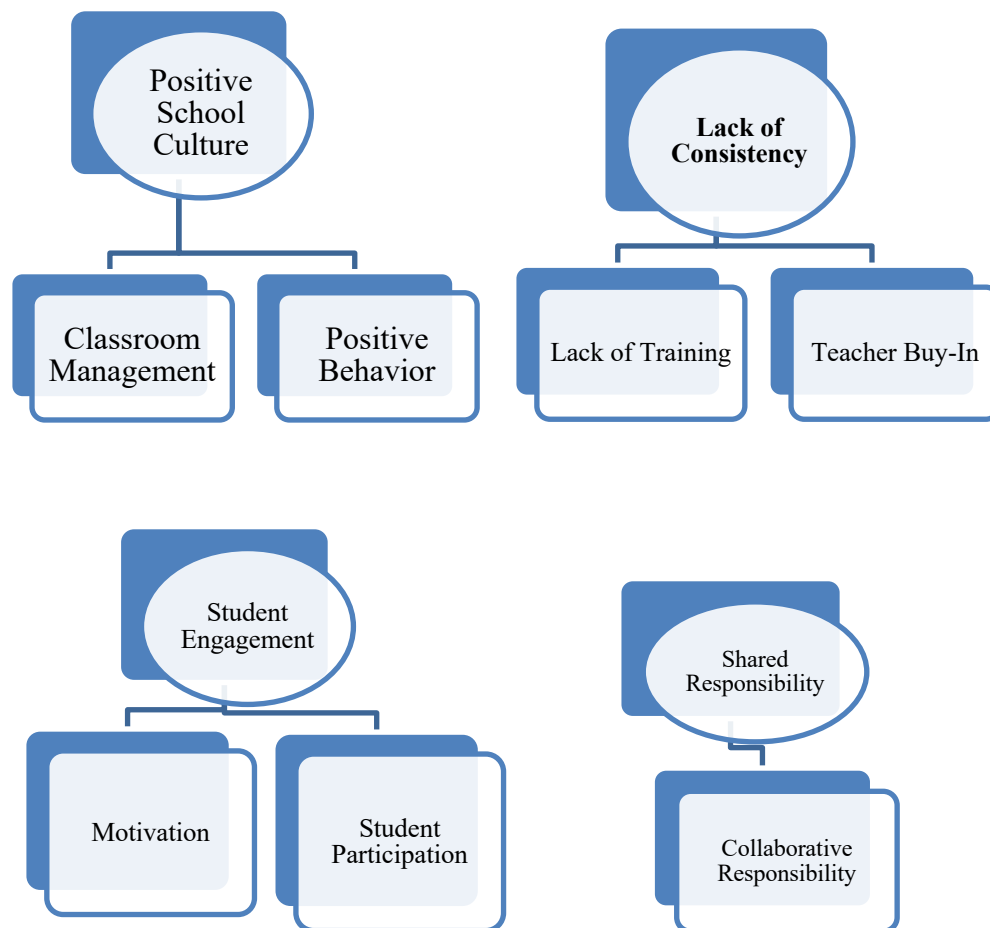 Positive
School
Culture
Classroom
Management
Positive
Behavior
Lack of
Consistency
Lack of Training
Teacher Buy-In
Student
Engagement
Motivation
Student
Participation
Shared
Responsibility
Collaborative
Responsibility